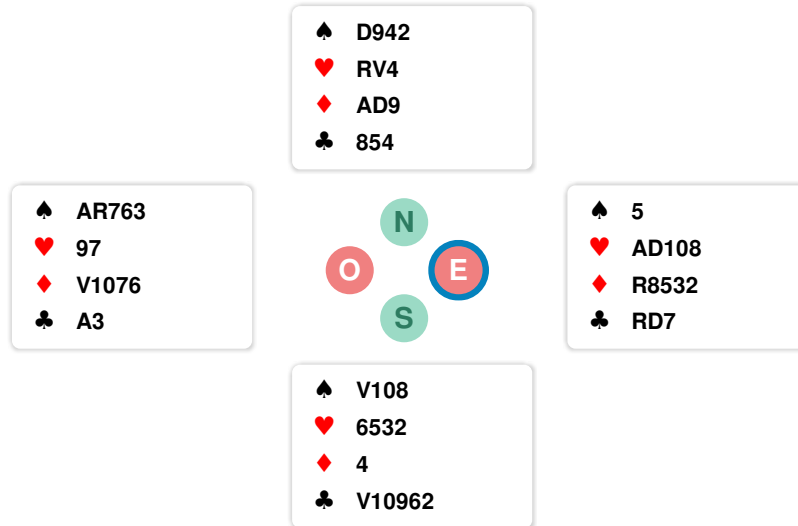 ♠ D942
♥ RV4
♦ AD9
♣ 854
♠ AR763
♥ 97
♦ V1076
♣ A3
N
O E
S
♠ 5
♥ AD108
♦ R8532
♣ RD7
♠ V108
♥ 6532
♦ 4
♣ V10962